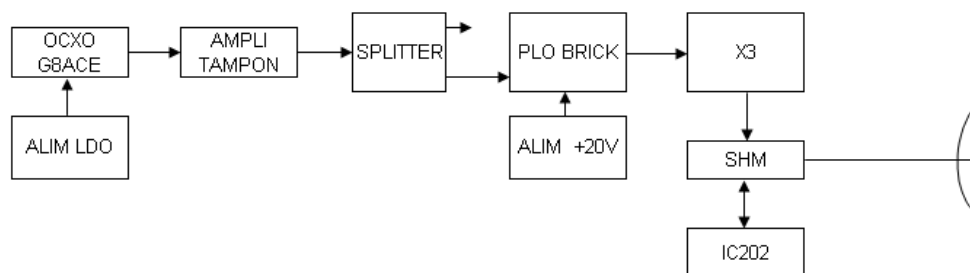 OCXO
G8ACE
AMPLI
TAMPON
SPLITTER
PLO BRICK
X3
ALIM LDO
ALIM +20V
SHM
IC202